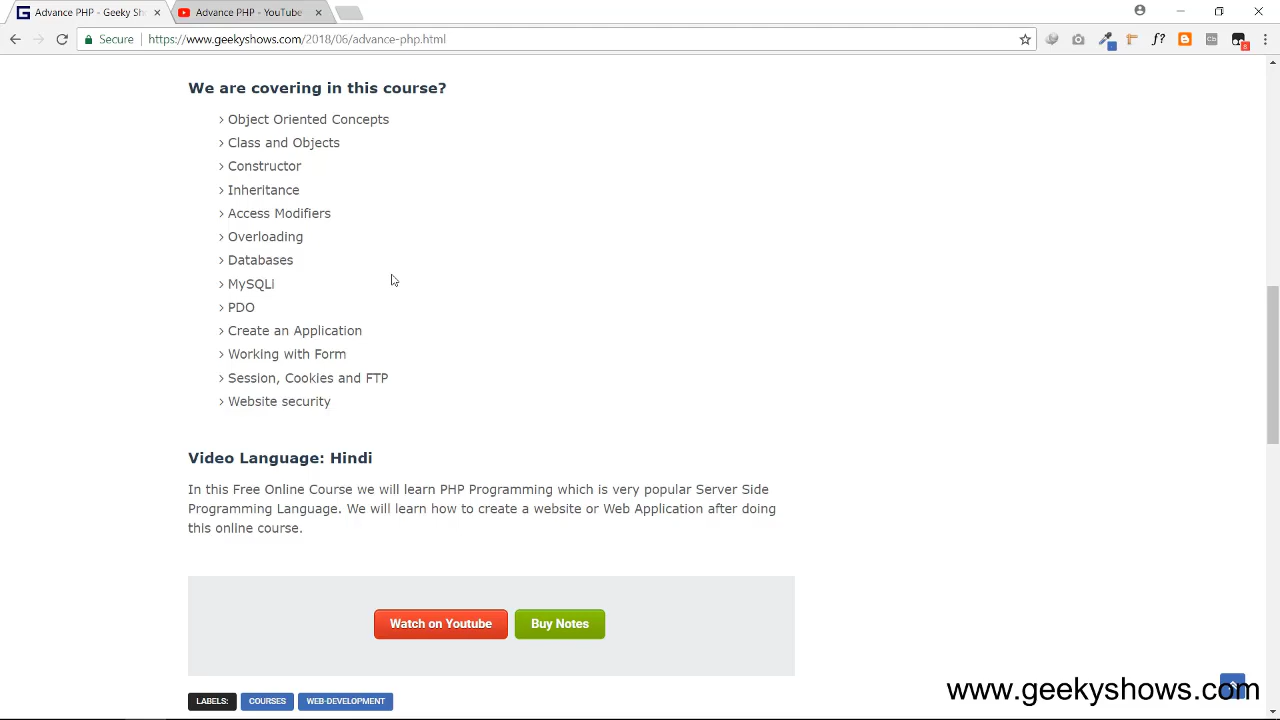 Advance PHP - Geeky Sh
Advance PHP - YouTube
Secure
https://www.geekyshows.com/2018/06/advance-php.html
We are covering in this course?
Object Oriented Concepts
Class and Objects
Constructor
Inheritance
Access Modifiers
Overloading
Databases
MySQLi
PDO
Create an Application
Working with Form
Session, Cookies and FTP
Website security
Video Language: Hindi
In this Free Online Course we will learn PHP Programming which is very popular Server Side
Programming Language. We will learn how to create a website or Web Application after doing
this online course.
Watch on Youtube
Buy Notes
LABELS:
COURSES
WEB-DEVELOPMENT
www.geekyshows.com